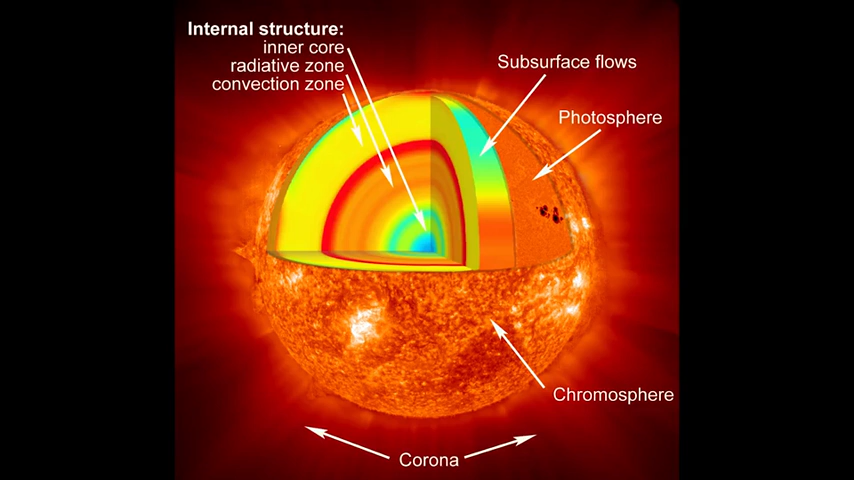 Internal structure:
inner core
radiative zone
convection zone
Subsurface flows
Photosphere
Chromosphere
Corona